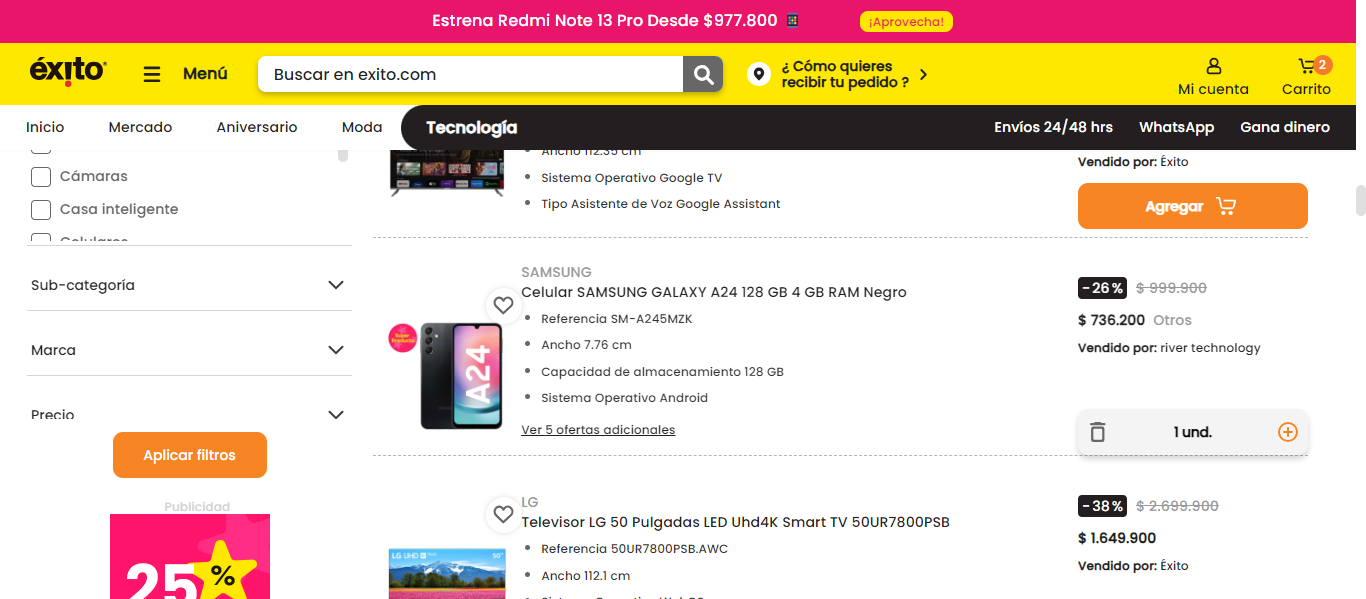 Estrena Redmi Note 13 Pro Desde $977.800
¡Aprovecha!
éxito
Menú
Buscar en exito.com
¿ Cómo quieres
recibir tu pedido ?
Mi cuenta
2
Carrito
Inicio
Mercado
Aniversario
Moda
Tecnología
Envíos 24/48 hrs
WhatsApp
Gana dinero
Cámaras
Casa inteligente
Celulares
Sub-categoría
Marca
Precio
Aplicar filtros
Publicidad
25
%
Ancho 112.35 cm
Sistema Operativo Google TV
Tipo Asistente de Voz Google Assistant
Vendido por: Éxito
Agregar
SAMSUNG
Celular SAMSUNG GALAXY A24 128 GB 4 GB RAM Negro
Referencia SM-A245MZK
Ancho 7.76 cm
Capacidad de almacenamiento 128 GB
Sistema Operativo Android
Ver 5 ofertas adicionales
A24
-26%
$ 999.900
$ 736.200 Otros
Vendido por: river technology
1 und.
LG
Televisor LG 50 Pulgadas LED Uhd4K Smart TV 50UR7800PSB
Referencia 50UR7800PSB.AWC
Ancho 112.1 cm
LG UHD
50"
-38%
$ 2.699.900
$ 1.649.900
Vendido por: Éxito